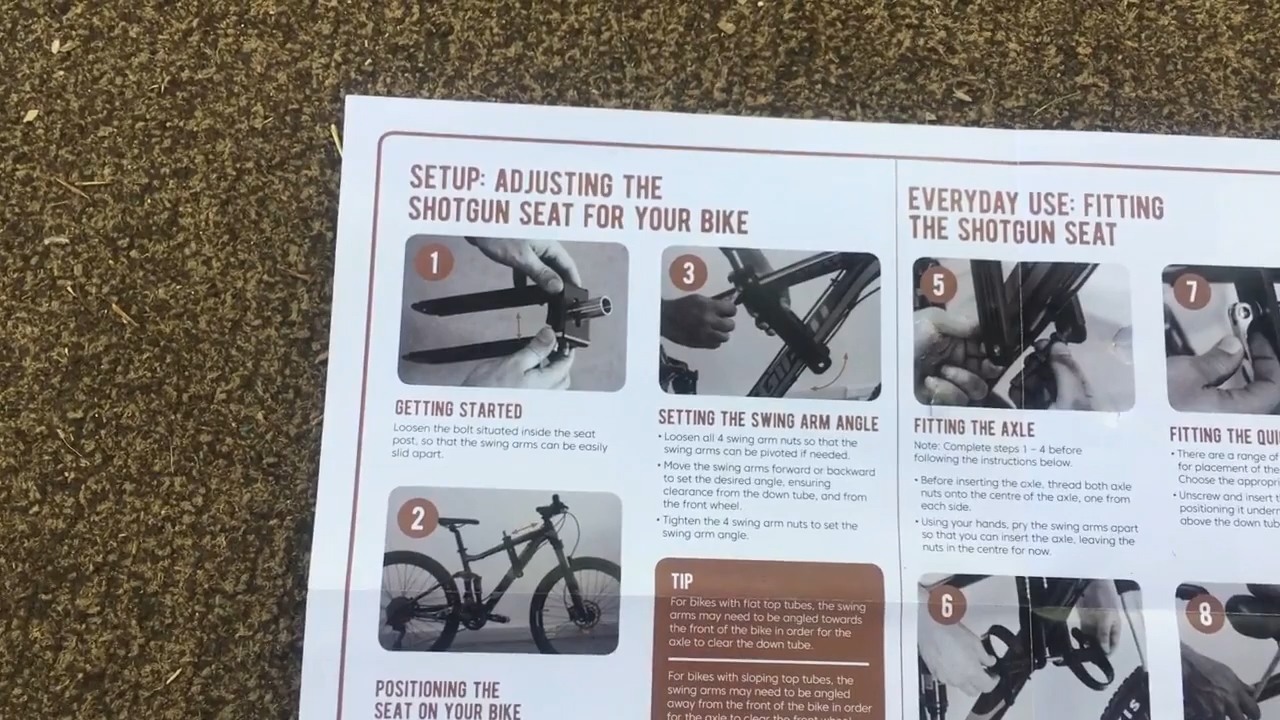 SETUP: ADJUSTING THE
SHOTGUN SEAT FOR YOUR BIKE
1
GETTING STARTED
Loosen the bolt situated inside the seat
post, so that the swing arms can be easily
slid apart.
2
POSITIONING THE
SEAT ON YOUR BIKE
3
SETTING THE SWING ARM ANGLE
• Loosen all 4 swing arm nuts so that the
swing arms can be pivoted if needed.
• Move the swing arms forward or backward
to set the desired angle, ensuring
clearance from the down tube, and from
the front wheel.
• Tighten the 4 swing arm nuts to set the
swing arm angle.
TIP
For bikes with flat top tubes, the swing
arms may need to be angled towards
the front of the bike in order for the
axle to clear the down tube.
For bikes with sloping top tubes, the
swing arms may need to be angled
away from the front of the bike in order
for the axle to clear the front wheel
EVERYDAY USE: FITTING
THE SHOTGUN SEAT
5
FITTING THE AXLE
Note: Complete steps 1 – 4 before
following the instructions below.
• Before inserting the axle, thread both axle
nuts onto the centre of the axle, one from
each side.
• Using your hands, pry the swing arms apart
so that you can insert the axle, leaving the
nuts in the centre for now.
6
7
FITTING THE QUI
• There are a range of
for placement of the
Choose the appropri
• Unscrew and insert t
positioning it undern
above the down tub
8